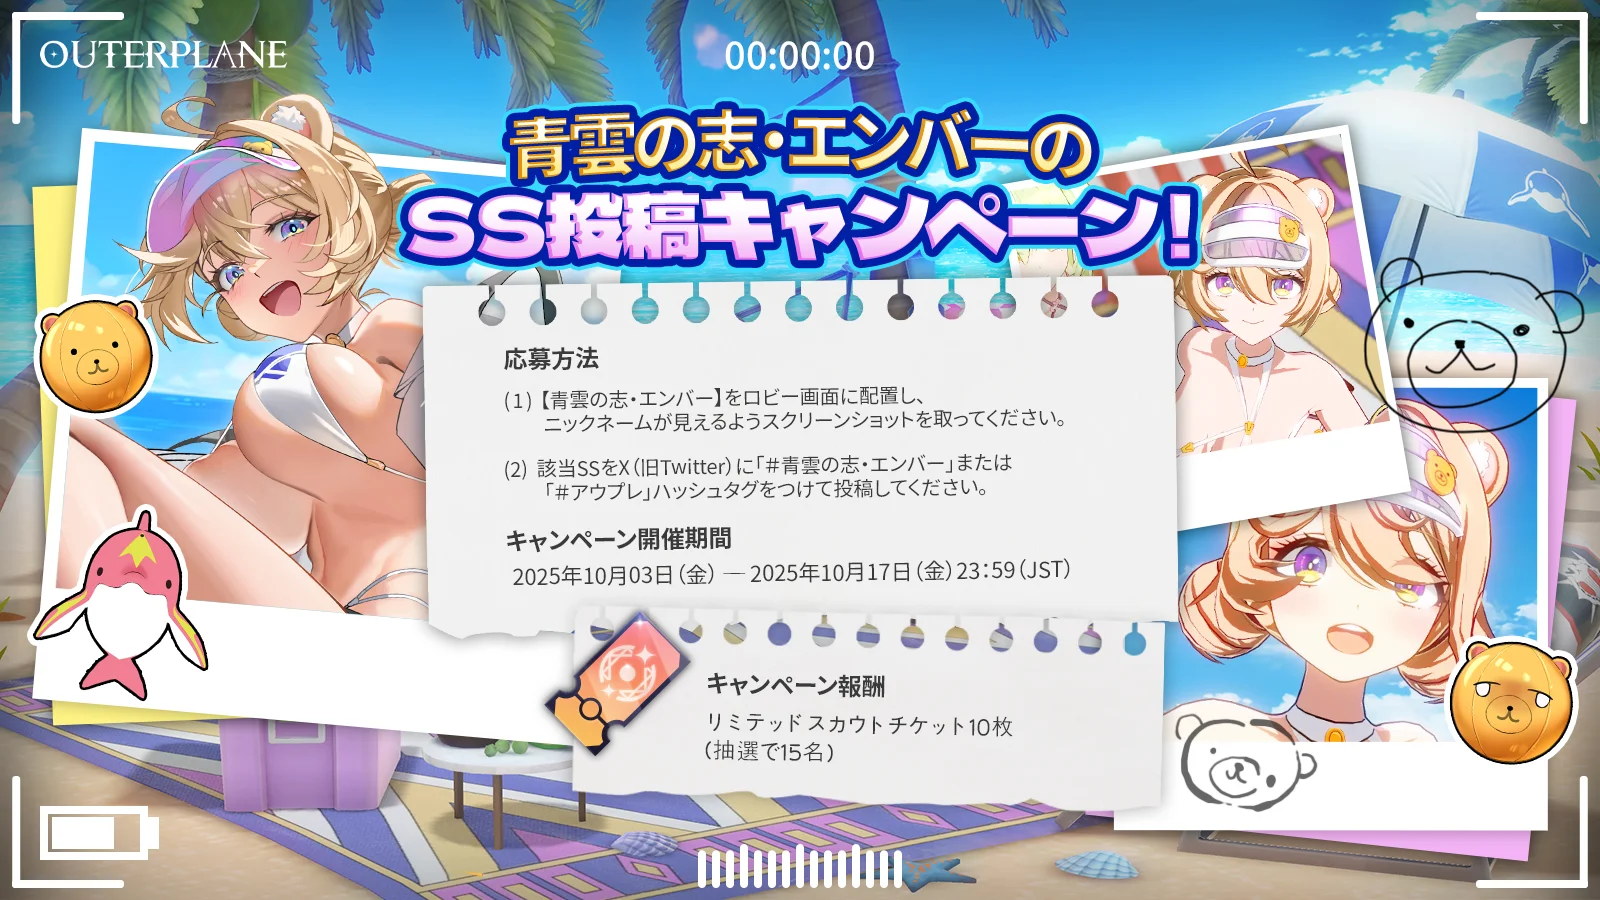 OUTERPLANE
00:00:00
青雲の志・エンバーの
SS投稿キャンペーン!
応募方法
(1)【青雲の志・エンバー】をロビー画面に配置し、
ニックネームが見えるようスクリーンショットを取ってください。
(2) 該当SSをX(旧Twitter)に「#青雲の志・エンバー」または
「#アウプレ」ハッシュタグをつけて投稿してください。
キャンペーン開催期間
2025年10月03日(金) ― 2025年10月17日(金)23:59(JST)
キャンペーン報酬
リミテッド スカウトチケット10枚
(抽選で15名)